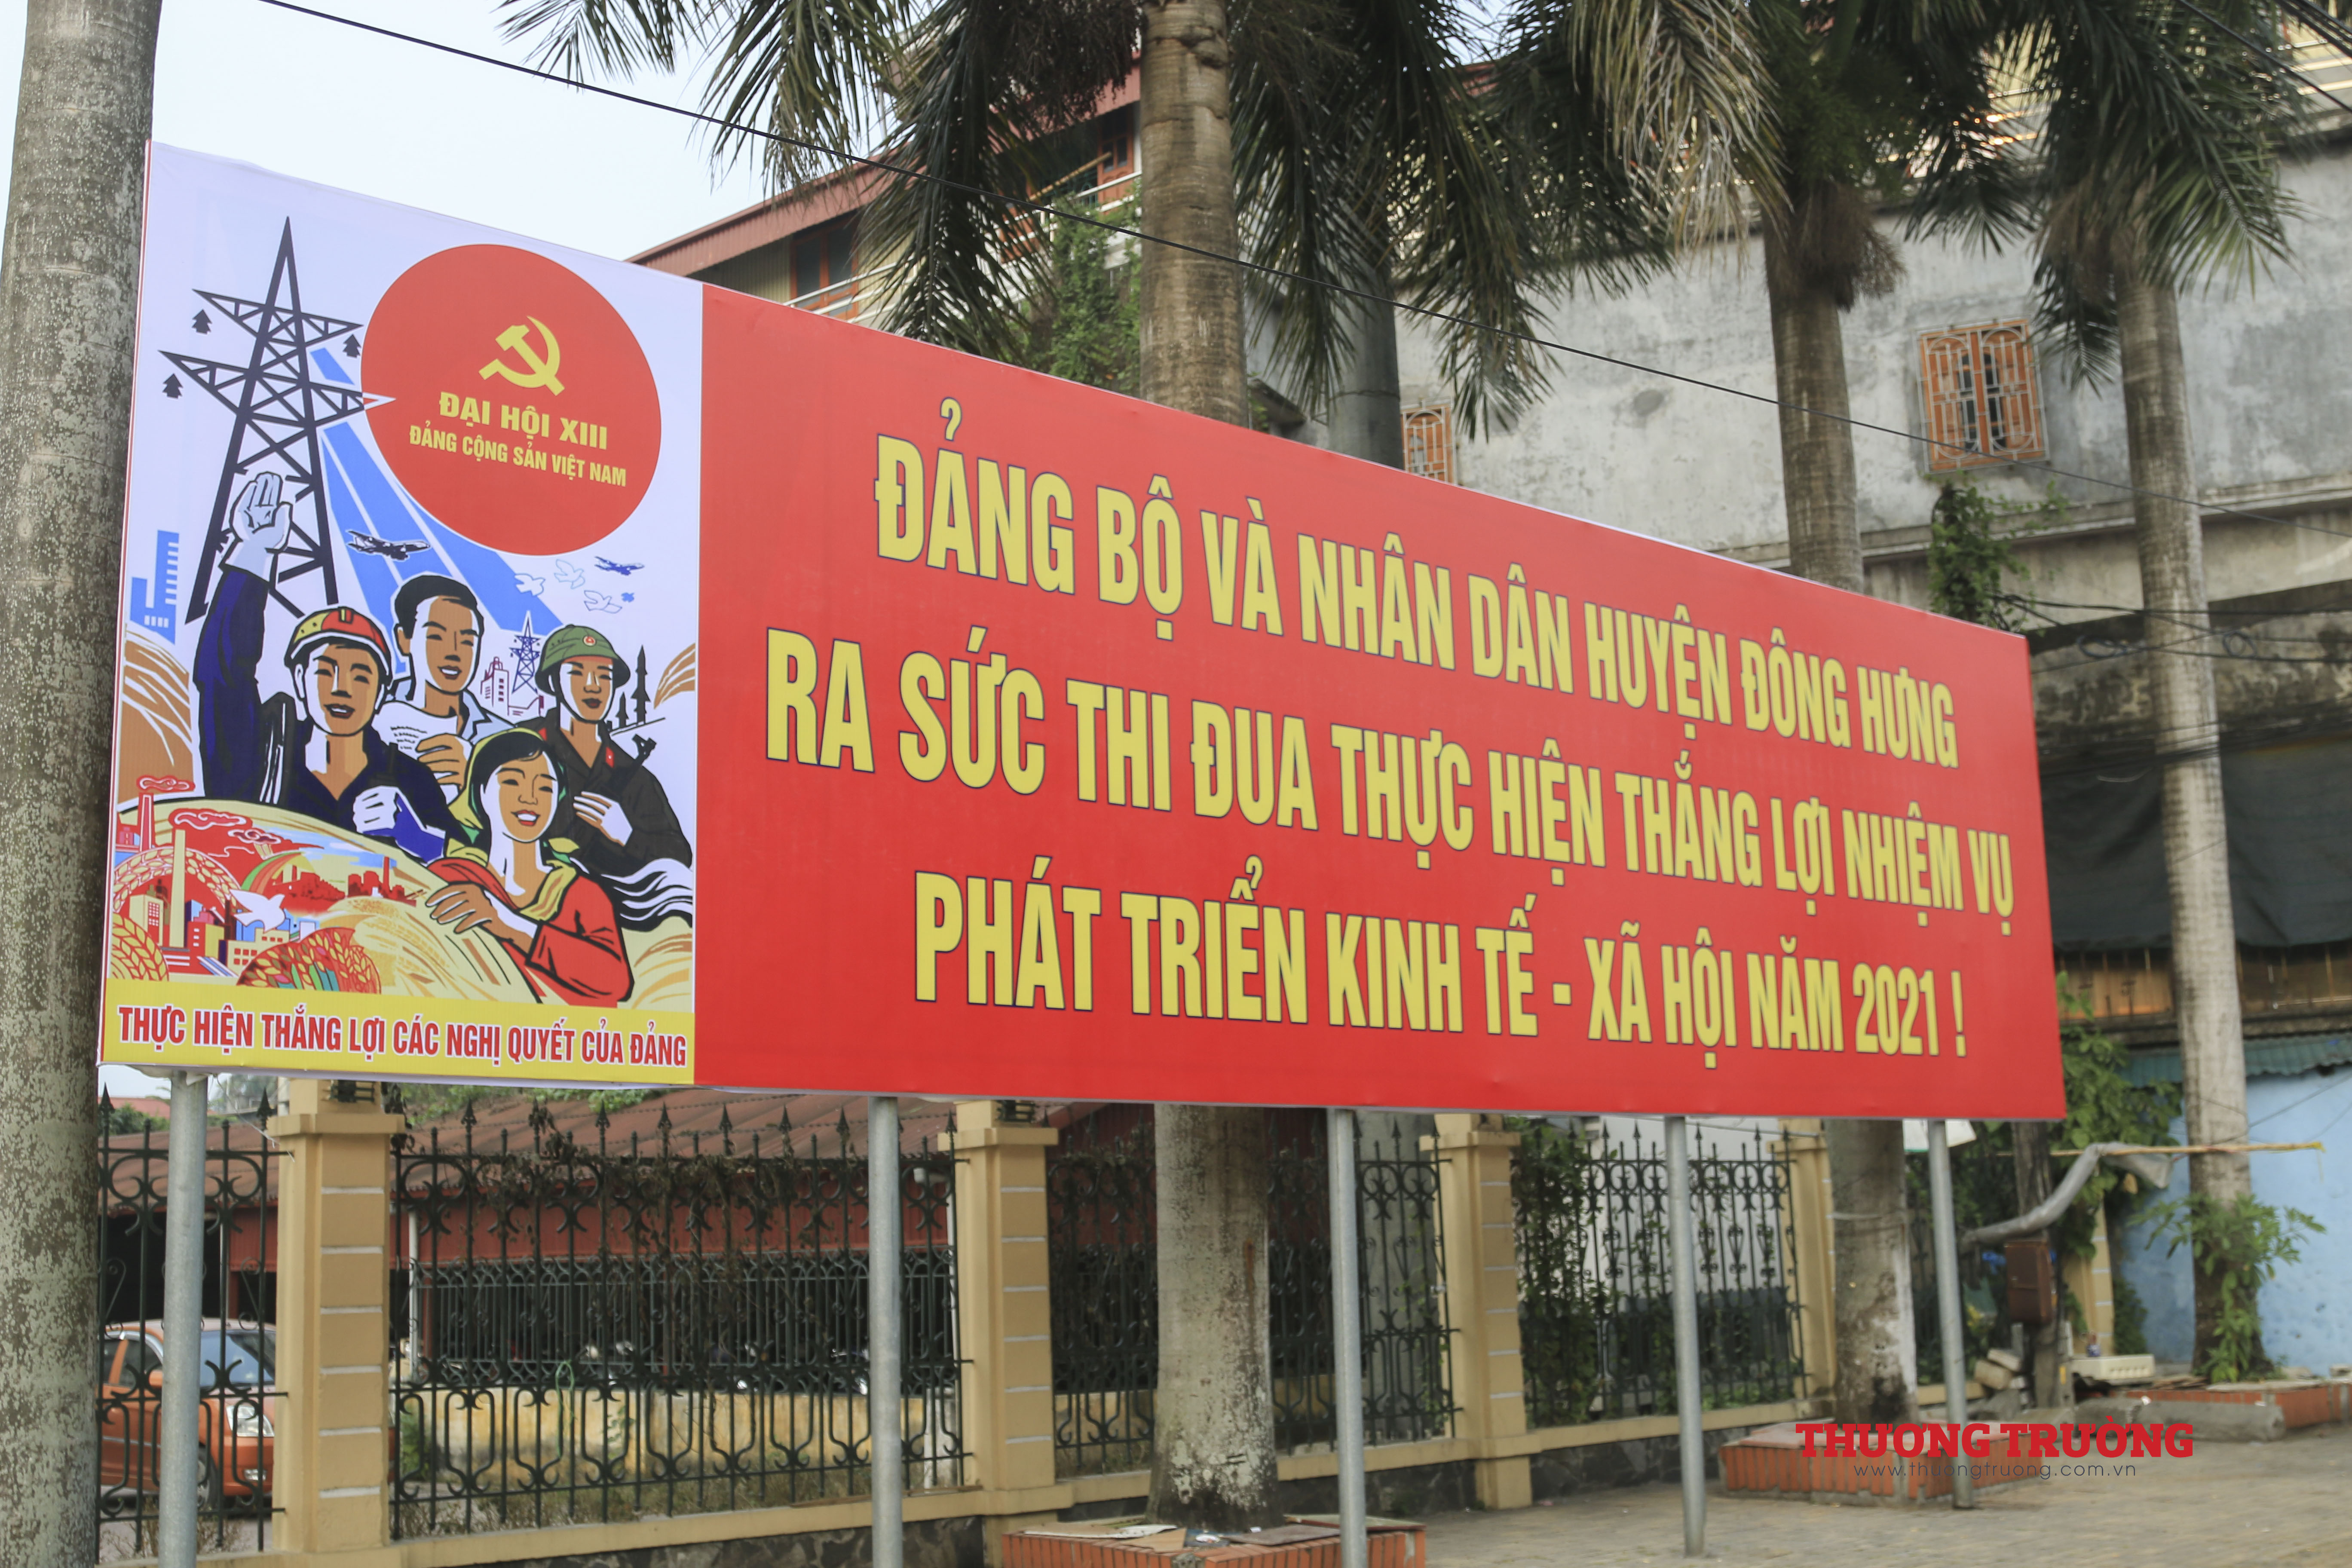 ĐẠI HỘI XIII
ĐẢNG CỘNG SẢN VIỆT NAM
THỰC HIỆN THẮNG LỢI CÁC NGHỊ QUYẾT CỦA ĐẢNG
ĐẢNG BỘ VÀ NHÂN DÂN HUYỆN ĐÔNG HƯNG
RA SỨC THI ĐUA THỰC HIỆN THẮNG LỢI NHIỆM VỤ
PHÁT TRIỂN KINH TẾ - XÃ HỘI NĂM 2021 !
THƯƠNG TRƯỜNG
www.thuongtruong.com.vn